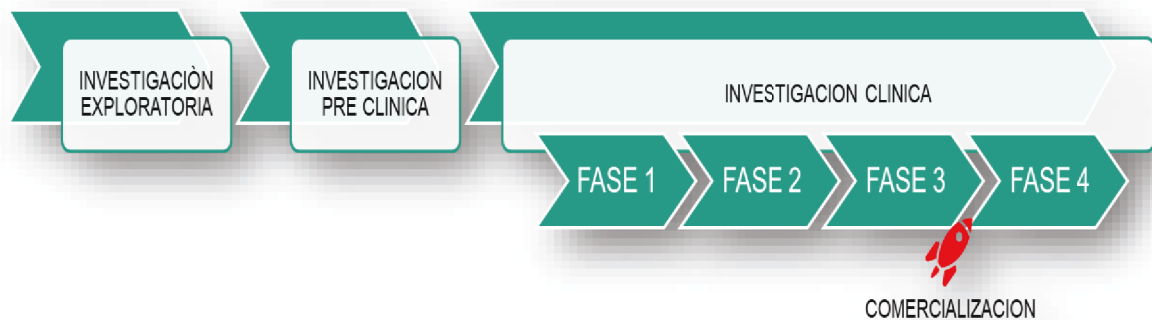 INVESTIGACIÒN
EXPLORATORIA
INVESTIGACION
PRE CLINICA
INVESTIGACION CLINICA
FASE 1
FASE 2
FASE 3
FASE 4
COMERCIALIZACION